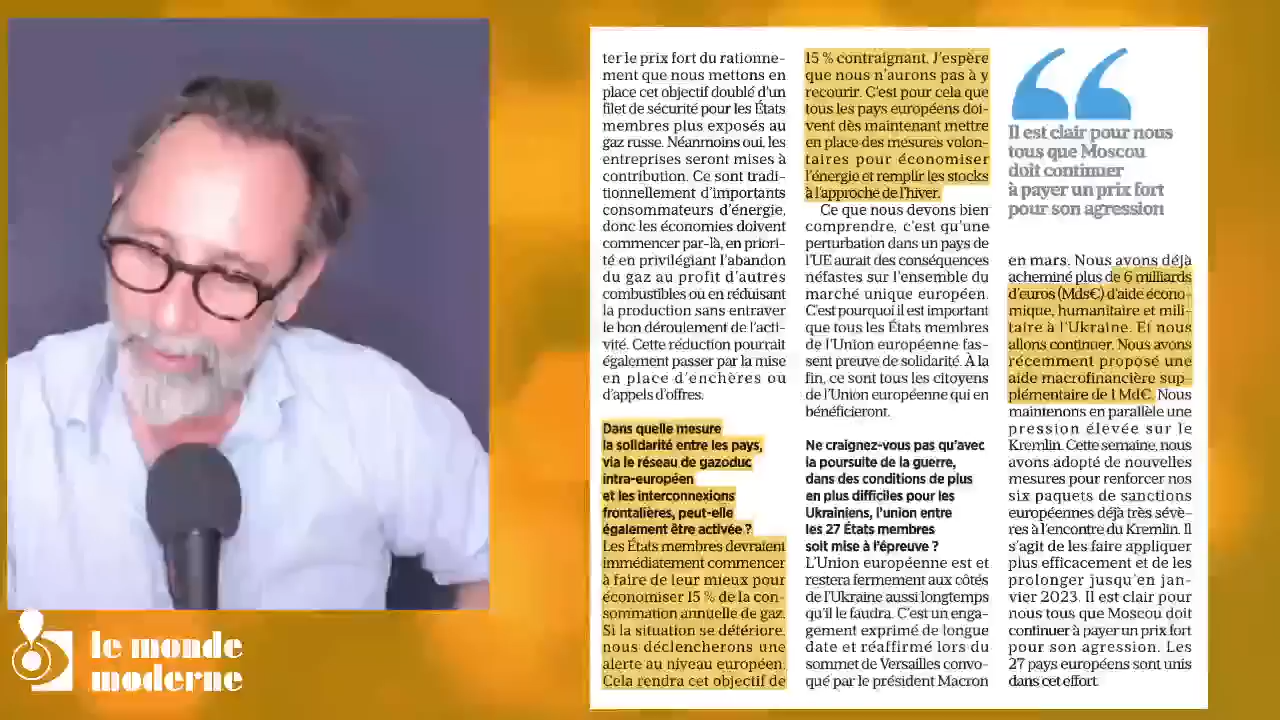 ter le prix fort du rationne-
ment que nous mettons en
place cet objectif doublé d'un
filet de sécurité pour les États
membres plus exposés au
gaz russe. Néanmoins oui, les
entreprises seront mises à
contribution. Ce sont tradi-
tionnellement d'importants
consommateurs d'énergie,
donc les économies doivent
commencer par-là, en priori-
té en privilégiant l'abandon
du gaz au profit d'autres
combustibles ou en réduisant
la production sans entraver
le bon déroulement de l'acti-
vité. Cette réduction pourrait
également passer par la mise
en place d'enchères ou
d'appels d'offres.
Dans quelle mesure
la solidarité entre les pays,
via le réseau de gazoduc
intra-européen
et les interconnexions
frontalières, peut-elle
également être activée ?
Les États membres devraient
immédiatement commencer
à faire de leur mieux pour
économiser 15 % de la con-
sommation annuelle de gaz.
Si la situation se détériore,
nous déclencherons une
alerte au niveau européen.
Cela rendra cet objectif de
15 % contraignant. J'espère
que nous n'aurons pas à y
recourir. C'est pour cela que
tous les pays européens doi-
vent dès maintenant mettre
en place des mesures volon-
taires pour économiser
l'énergie et remplir les stocks
à l'approche de l'hiver.
Ce que nous devons bien
comprendre, c'est qu'une
perturbation dans un pays de
l'UE aurait des conséquences
néfastes sur l'ensemble du
marché unique européen.
C'est pourquoi il est important
que tous les États membres
de l'Union européenne fas-
sent preuve de solidarité. À la
fin, ce sont tous les citoyens
de l'Union européenne qui en
bénéficieront.
Ne craignez-vous pas qu'avec
la poursuite de la guerre,
dans des conditions de plus
en plus difficiles pour les
Ukrainiens, l'union entre
les 27 États membres
soit mise à l'épreuve ?
L'Union européenne est et
restera fermement aux côtés
de l'Ukraine aussi longtemps
qu'il le faudra. C'est un enga-
gement exprimé de longue
date et réaffirmé lors du
sommet de Versailles convo-
qué par le président Macron
“
Il est clair pour nous
tous que Moscou
doit continuer
à payer un prix fort
pour son agression
en mars. Nous avons déjà
acheminé plus de 6 milliards
d'euros (Mds€) d'aide écono-
mique, humanitaire et mili-
taire à l'Ukraine. Et nous
allons continuer. Nous avons
récemment proposé une
aide macrofinancière sup-
plémentaire de 1 Md€. Nous
maintenons en parallèle une
pression élevée sur le
Kremlin. Cette semaine, nous
avons adopté de nouvelles
mesures pour renforcer nos
six paquets de sanctions
européennes déjà très sévè-
res à l'encontre du Kremlin. Il
s'agit de les faire appliquer
plus efficacement et de les
prolonger jusqu'en jan-
vier 2023. Il est clair pour
nous tous que Moscou doit
continuer à payer un prix fort
pour son agression. Les
27 pays européens sont unis
dans cet effort.
le monde
moderne